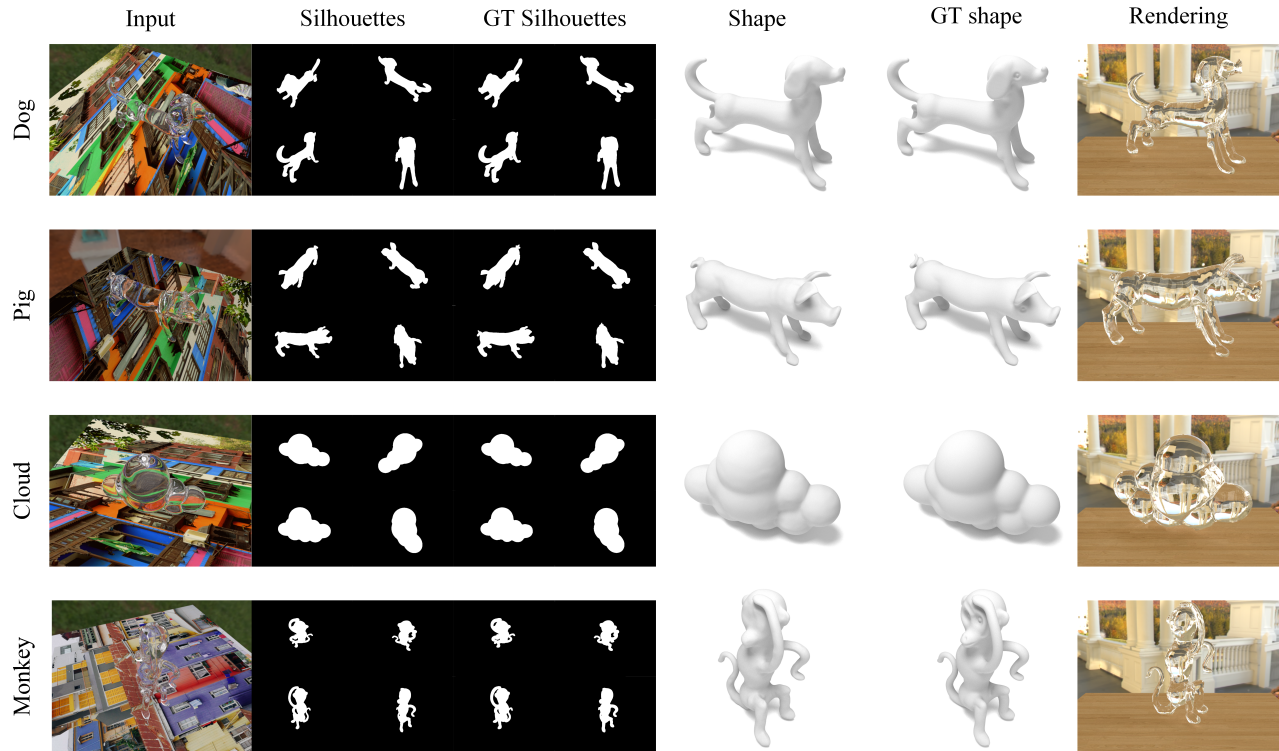 Input Silhouettes GT Silhouettes Shape GT shape Rendering
Dog
Pig
Cloud
Monkey